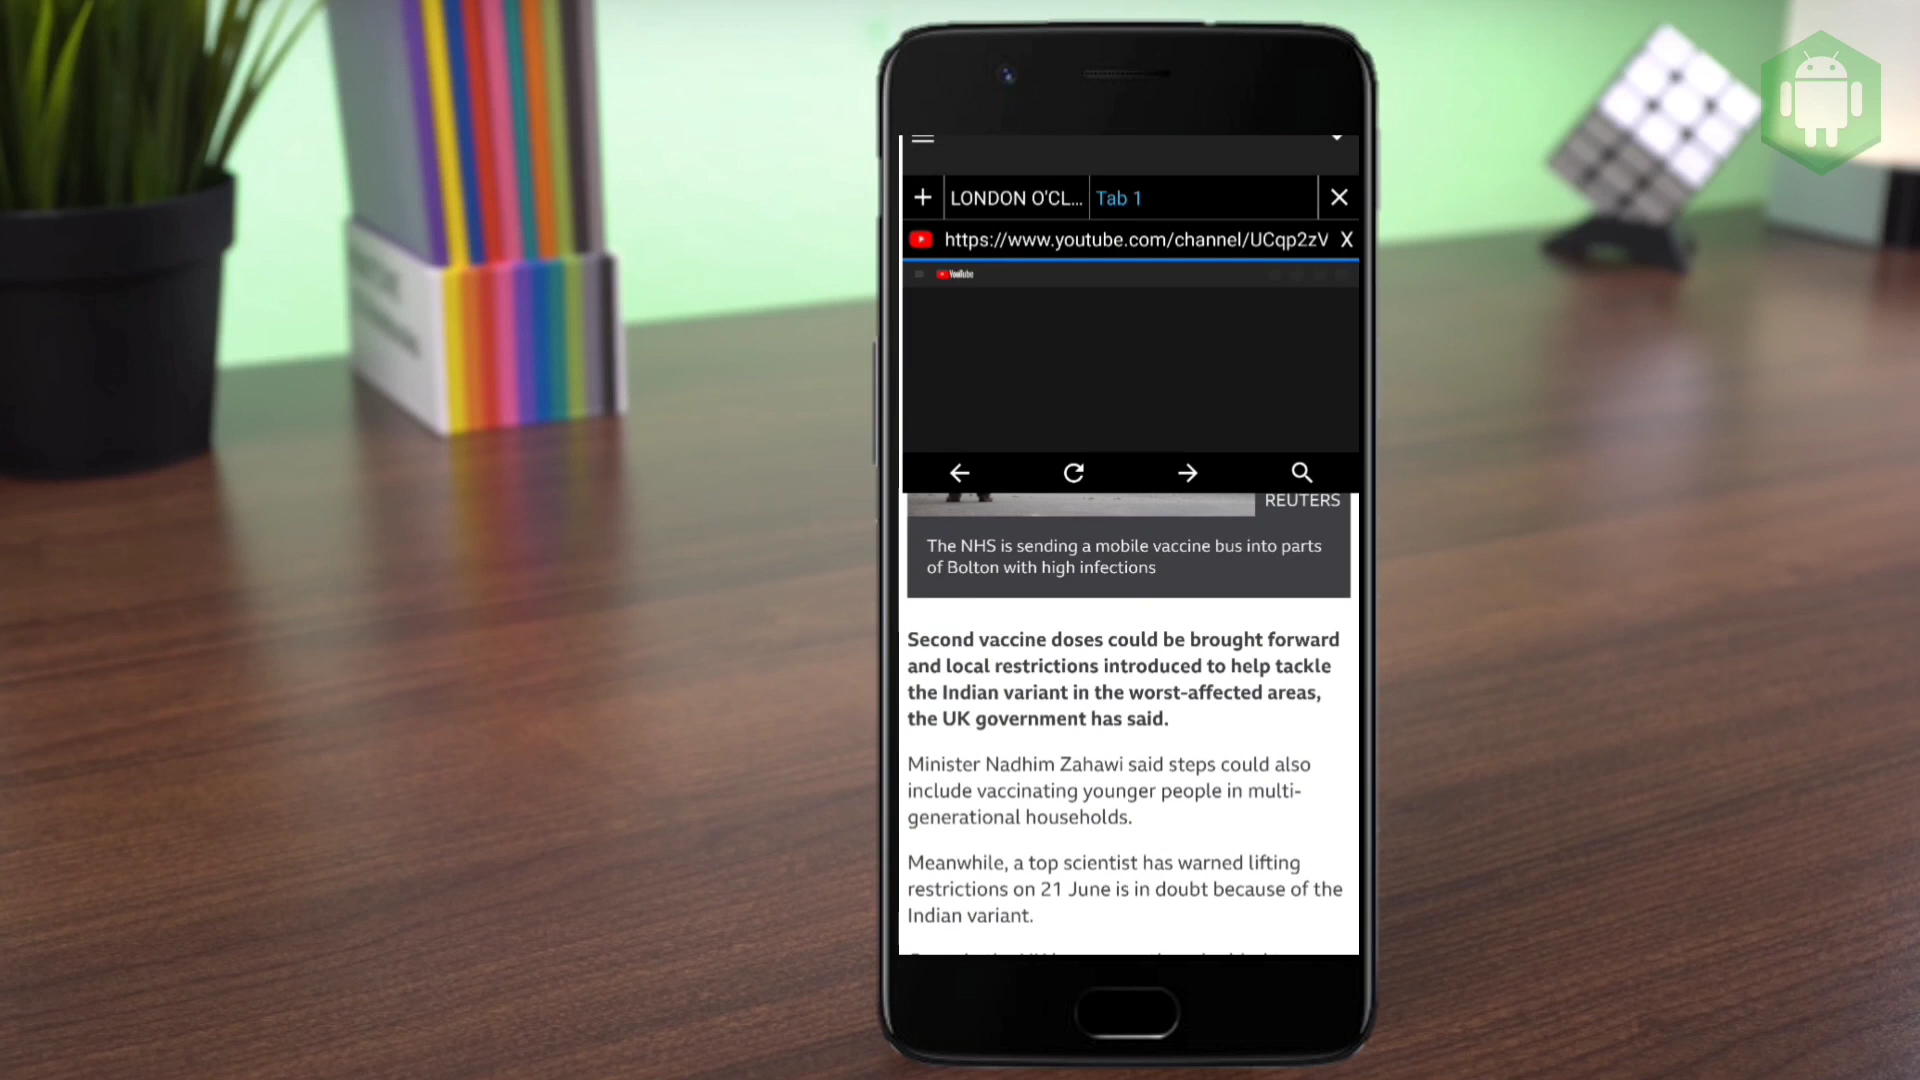 LONDON O'CL...
Tab 1
https://www.youtube.com/channel/UCqp2zV X
YouTube
REUTERS
The NHS is sending a mobile vaccine bus into parts
of Bolton with high infections
Second vaccine doses could be brought forward
and local restrictions introduced to help tackle
the Indian variant in the worst-affected areas,
the UK government has said.
Minister Nadhim Zahawi said steps could also
include vaccinating younger people in multi-
generational households.
Meanwhile, a top scientist has warned lifting
restrictions on 21 June is in doubt because of the
Indian variant.